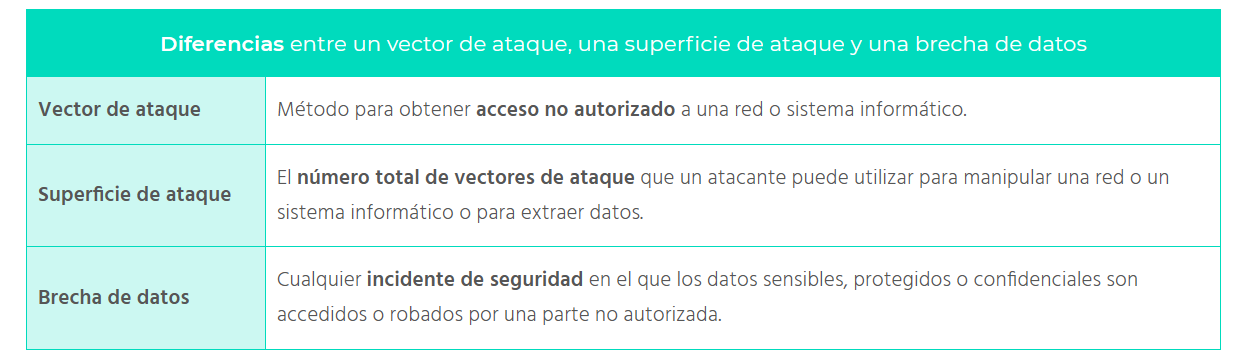 Diferencias entre un vector de ataque, una superficie de ataque y una brecha de datos
Vector de ataque
Método para obtener acceso no autorizado a una red o sistema informático.
Superficie de ataque
El número total de vectores de ataque que un atacante puede utilizar para manipular una red o un
sistema informático o para extraer datos.
Brecha de datos
Cualquier incidente de seguridad en el que los datos sensibles, protegidos o confidenciales son
accedidos o robados por una parte no autorizada.